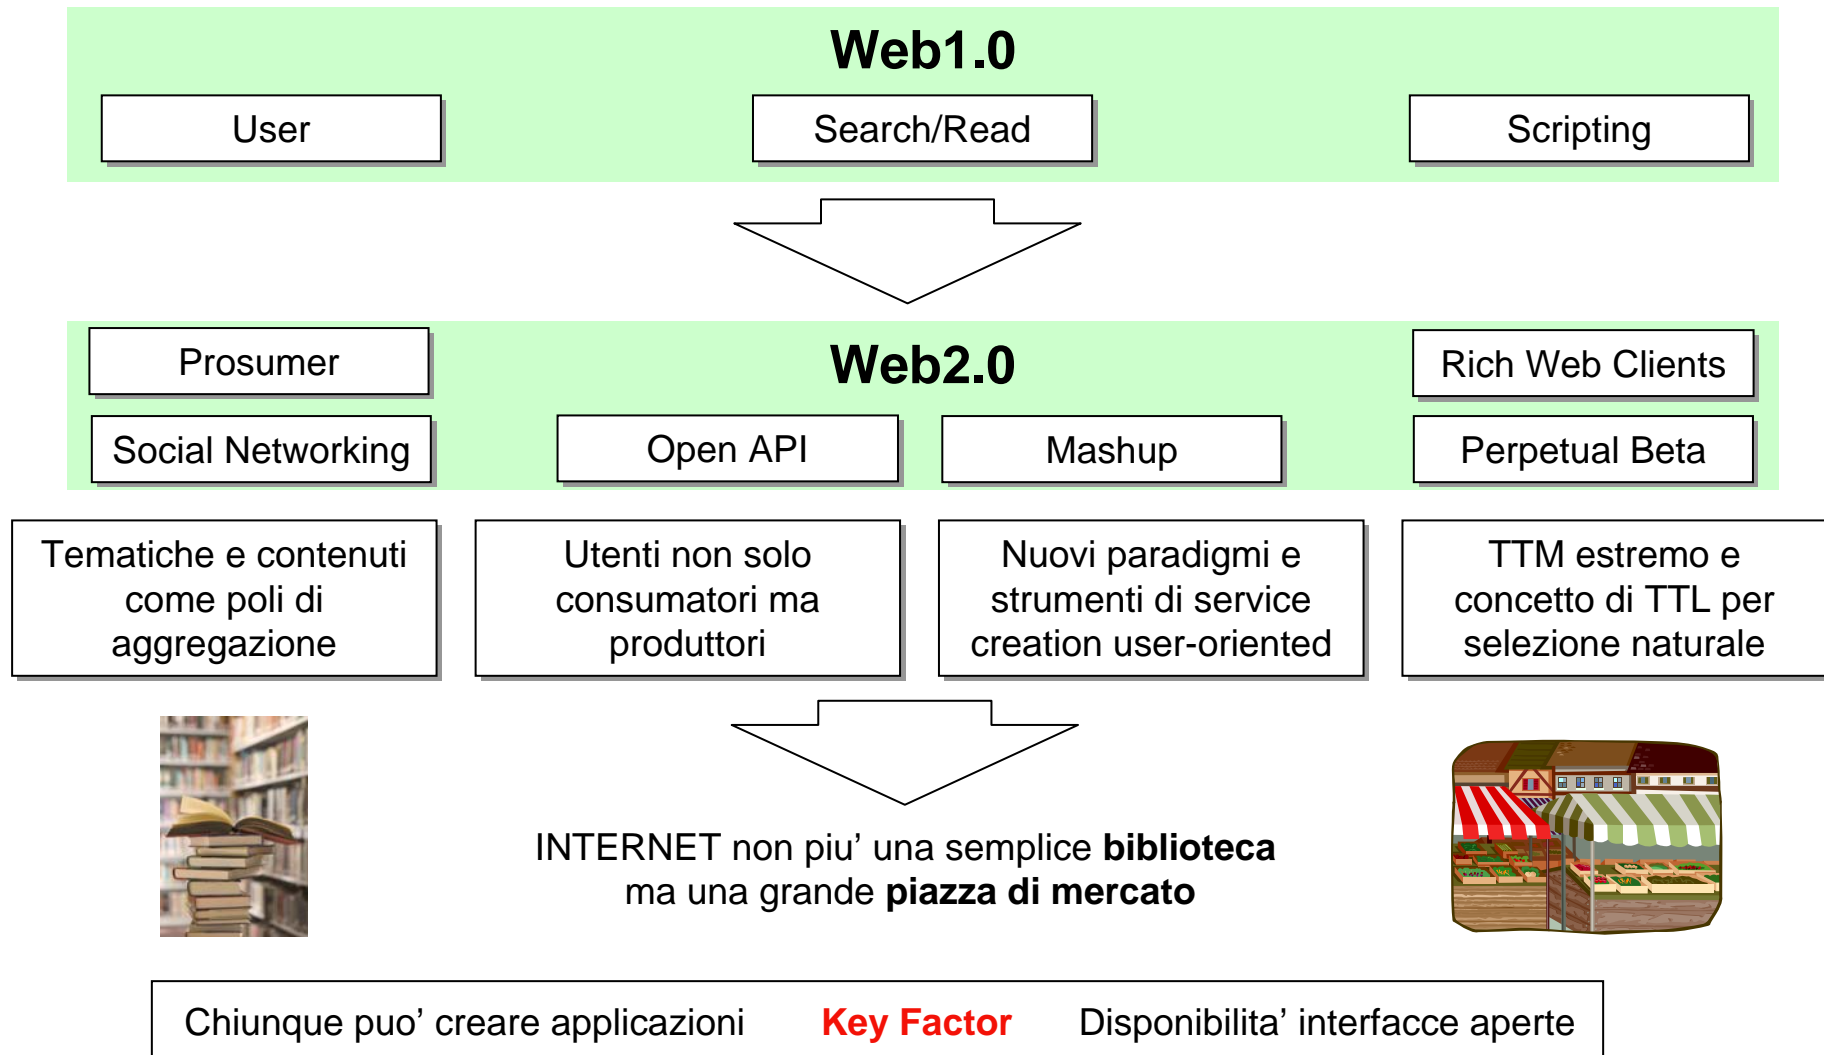 Web1.0
User
Search/Read
Scripting
Prosumer
Web2.0
Rich Web Clients
Social Networking
Open API
Mashup
Perpetual Beta
Tematiche e contenuti
come poli di
aggregazione
Utenti non solo
consumatori ma
produttori
Nuovi paradigmi e
strumenti di service
creation user-oriented
TTM estremo e
concetto di TTL per
selezione naturale
INTERNET non piu’ una semplice biblioteca
ma una grande piazza di mercato
Chiunque puo’ creare applicazioni Key Factor Disponibilita’ interfacce aperte